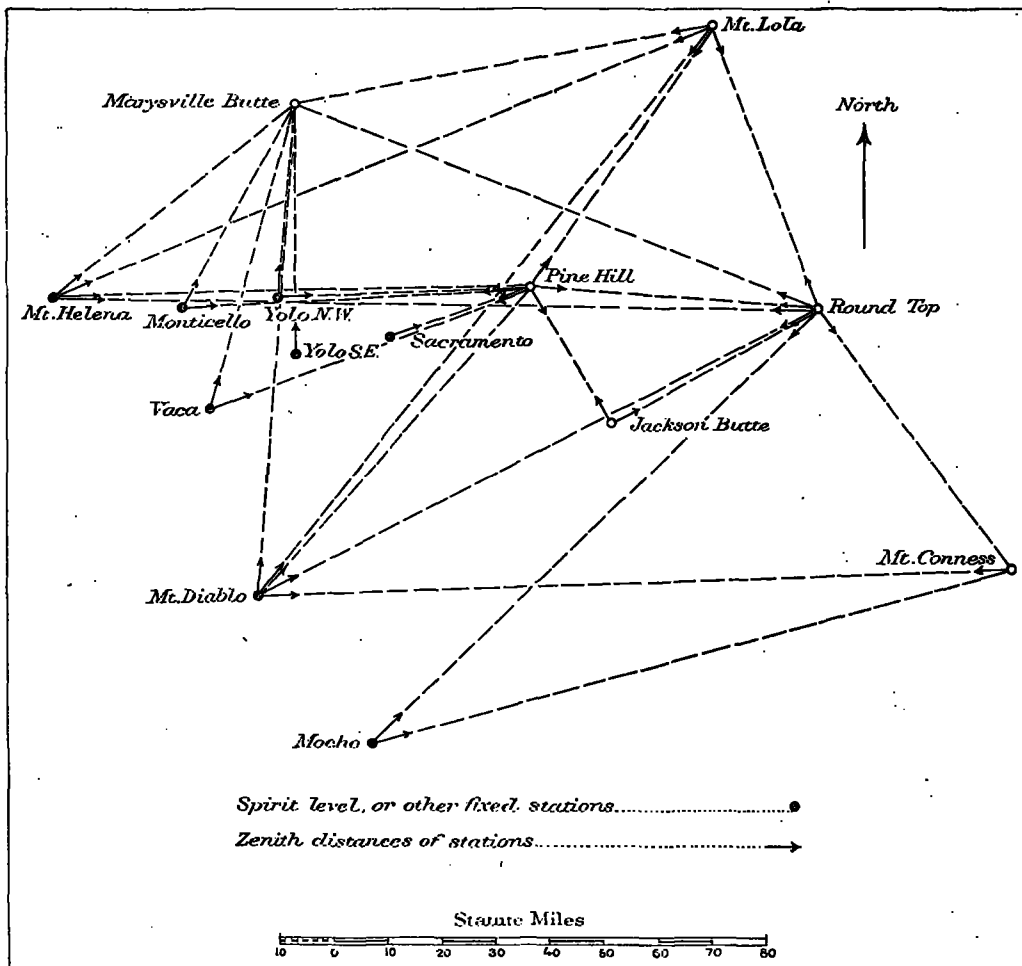 Mt. Lola
Marysville Butte
North
Pine Hill
Mt. Helena
Monticello
Yolo N.W.
Round Top
Sacramento
Yolo S.E.
Vaca
Jackson Butte
Mt. Conness
Mt. Diablo
Mocho
Spirit level, or other fixed stations
Zenith distances of stations
Statute Miles
10 0 10 20 30 40 50 60 70 80